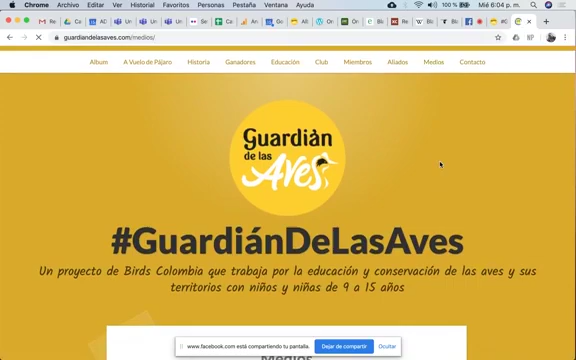 Chrome Archivo Editar Ver Historial Favoritos Personas Pestaña Ventana Ayuda 100 % Mié 6:04 p. m.
guardiandelasaves.com/medios/
Album A Vuelo de Pájaro Historia Ganadores Educación Club Miembros Aliados Medios Contacto
Guardián
de las
Aves
#GuardiánDeLasAves
Un proyecto de Birds Colombia que trabaja por la educación y conservación de las aves y sus
territorios con niños y niñas de 9 a 15 años
www.facebook.com está compartiendo tu pantalla. Dejar de compartir Ocultar
Medios